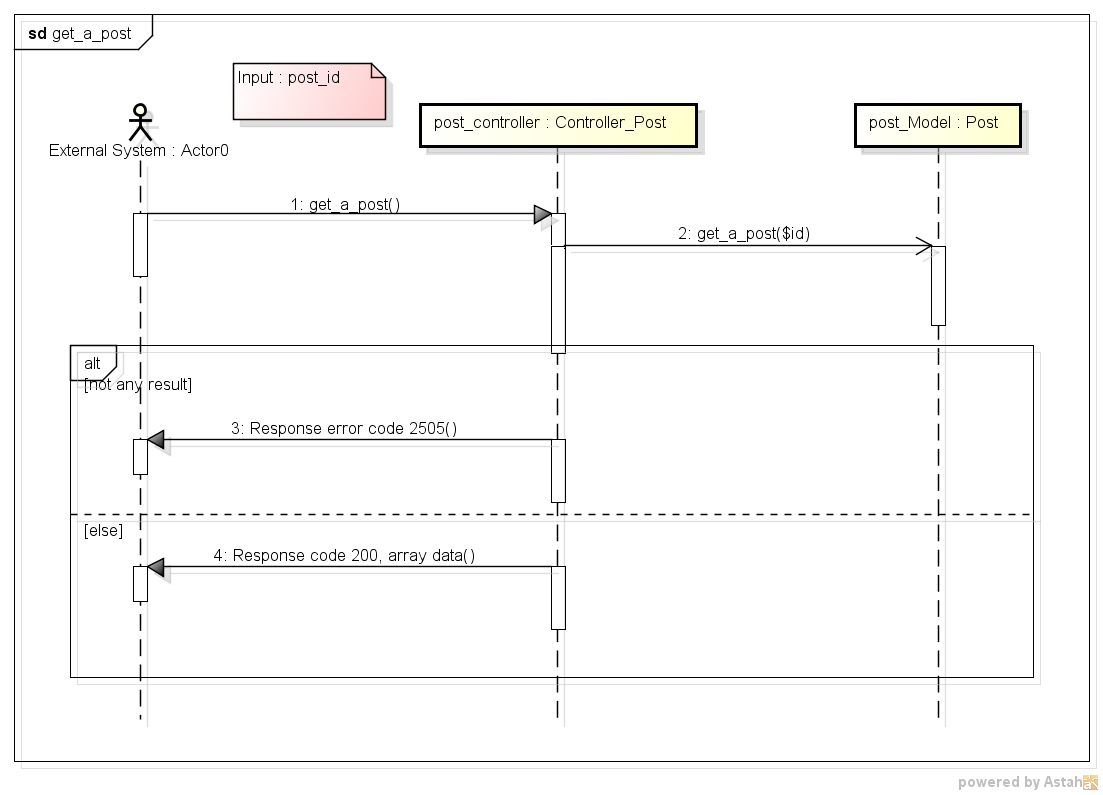 sd get_a_post
Input : post_id
External System : Actor0
post_controller : Controller_Post
post_Model : Post
1: get_a_post()
2: get_a_post($id)
alt
[not any result]
3: Response error code 2505()
[else]
4: Response code 200, array data()
powered by Astah